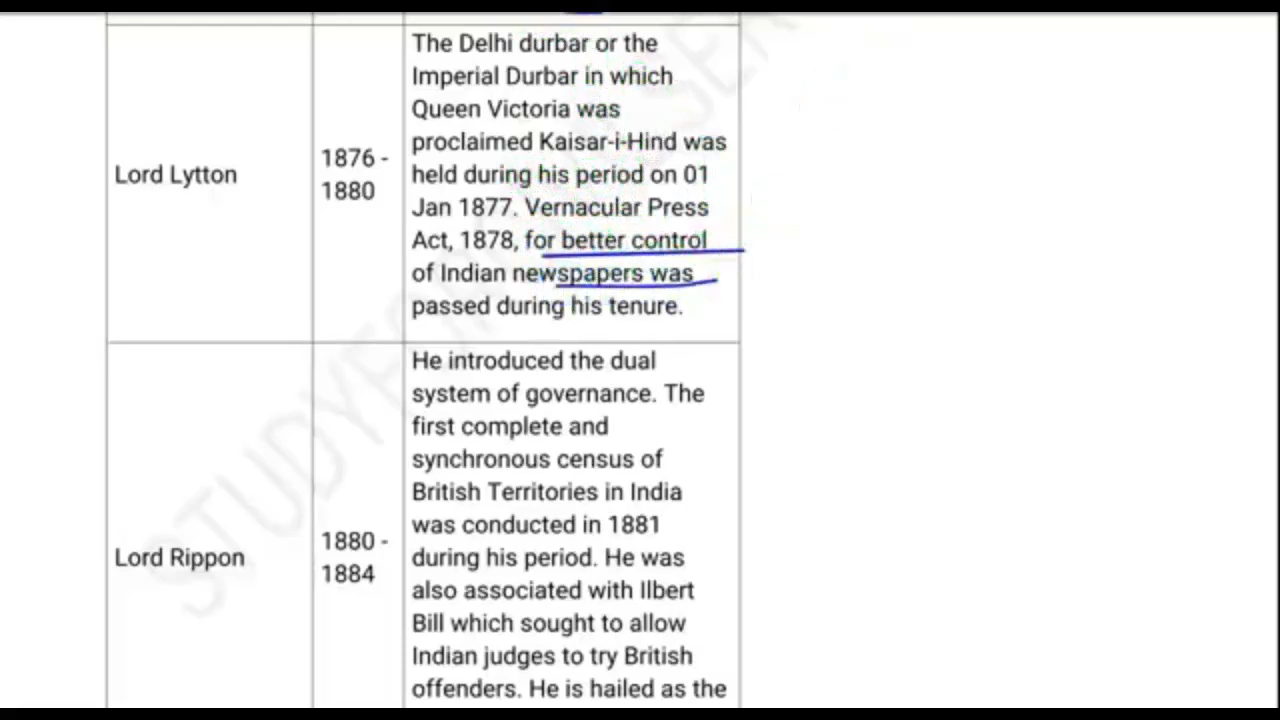 The Delhi durbar or the
Imperial Durbar in which
Queen Victoria was
proclaimed Kaisar-i-Hind was
Lord Lytton
1876 -
1880
held during his period on 01
Jan 1877. Vernacular Press
Act, 1878, for better control
of Indian newspapers was
passed during his tenure.
He introduced the dual
system of governance. The
first complete and
synchronous census of
British Territories in India
was conducted in 1881
Lord Rippon
1880 -
1884
during his period. He was
also associated with Ilbert
Bill which sought to allow
Indian judges to try British
offenders. He is hailed as the